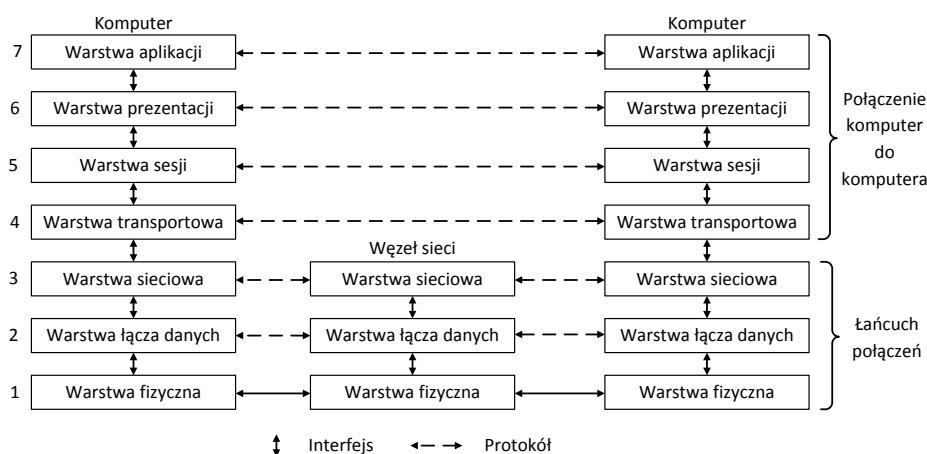 Komputer Komputer
7 Warstwa aplikacji Warstwa aplikacji
6 Warstwa prezentacji Warstwa prezentacji
5 Warstwa sesji Warstwa sesji
4 Warstwa transportowa Warstwa transportowa
Połączenie
komputer
do
komputera
Węzeł sieci
3 Warstwa sieciowa Warstwa sieciowa Warstwa sieciowa
2 Warstwa łącza danych Warstwa łącza danych Warstwa łącza danych
1 Warstwa fizyczna Warstwa fizyczna Warstwa fizyczna
Łańcuch
połączeń
Interfejs Protokół